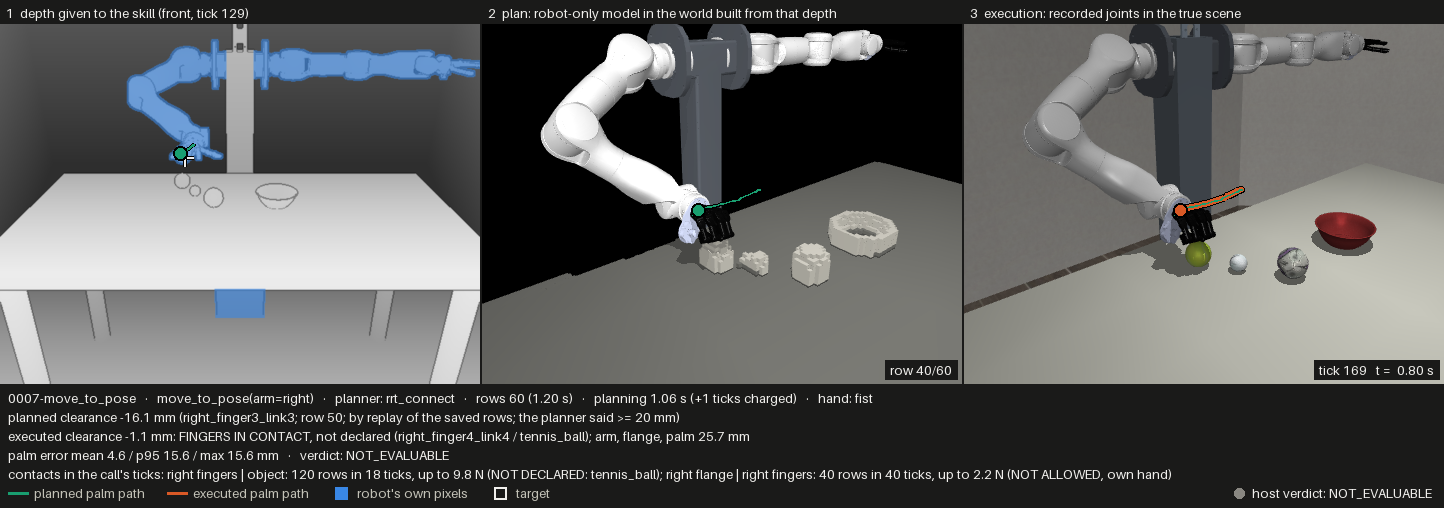 1 depth given to the skill (front, tick 129)
2 plan: robot-only model in the world built from that depth
3 execution: recorded joints in the true scene
row 40/60
tick 169 t = 0.80 s
0007-move_to_pose · move_to_pose(arm=right) · planner: rrt_connect · rows 60 (1.20 s) · planning 1.06 s (+1 ticks charged) · hand: fist
planned clearance -16.1 mm (right_finger3_link3; row 50; by replay of the saved rows; the planner said >= 20 mm)
executed clearance -1.1 mm: FINGERS IN CONTACT, not declared (right_finger4_link4 / tennis_ball); arm, flange, palm 25.7 mm
palm error mean 4.6 / p95 15.6 / max 15.6 mm · verdict: NOT_EVALUABLE
contacts in the call's ticks: right fingers | object: 120 rows in 18 ticks, up to 9.8 N (NOT DECLARED: tennis_ball); right flange | right fingers: 40 rows in 40 ticks, up to 2.2 N (NOT ALLOWED, own hand)
planned palm path executed palm path robot's own pixels target host verdict: NOT_EVALUABLE